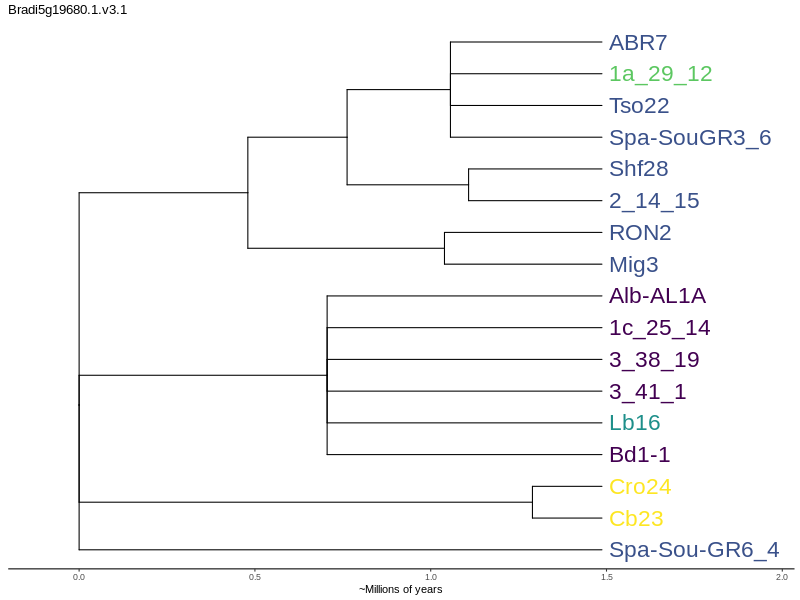 Bradi5g19680.1.v3.1
ABR7
1a_29_12
Tso22
Spa-SouGR3_6
Shf28
2_14_15
RON2
Mig3
Alb-AL1A
1c_25_14
3_38_19
3_41_1
Lb16
Bd1-1
Cro24
Cb23
Spa-Sou-GR6_4
0.0 0.5 1.0 1.5 2.0
~Millions of years